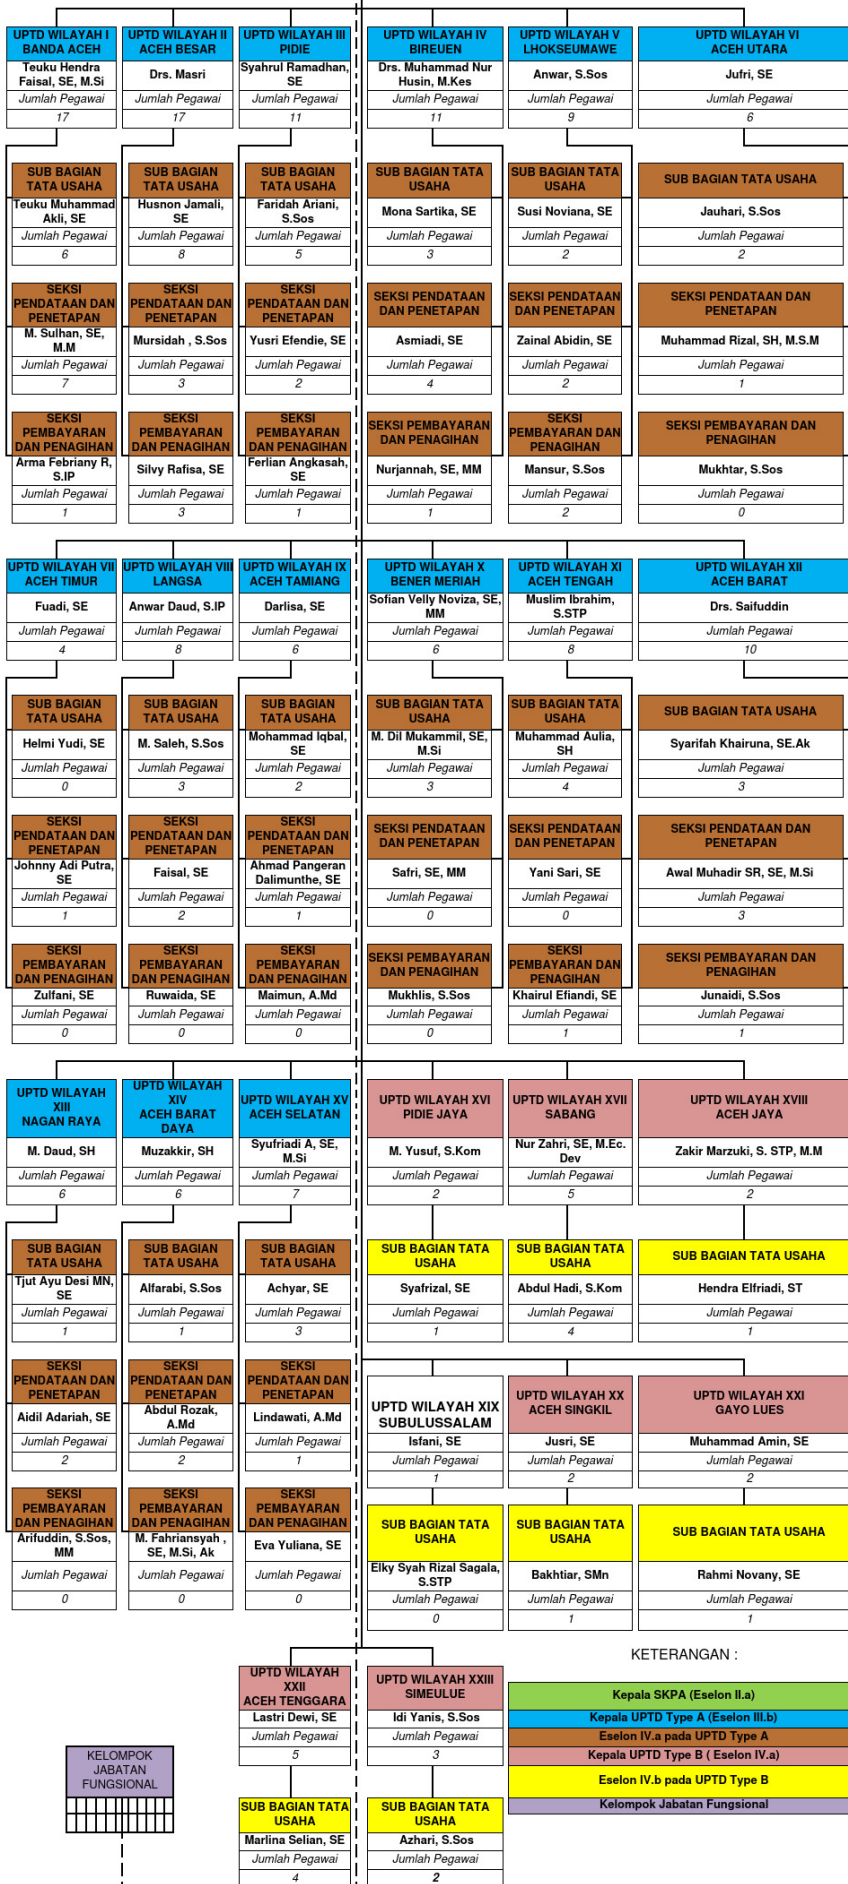 UPTD WILAYAH I
BANDA ACEH
Teuku Hendra
Faisal, SE, M.Si
Jumlah Pegawai
17
UPTD WILAYAH II
ACEH BESAR
Drs. Masri
Jumlah Pegawai
17
UPTD WILAYAH III
PIDIE
Syahrul Ramadhan,
SE
Jumlah Pegawai
11
UPTD WILAYAH IV
BIREUEN
Drs. Muhammad Nur
Husin, M.Kes
Jumlah Pegawai
11
UPTD WILAYAH V
LHOKSEUMAWE
Anwar, S.Sos
Jumlah Pegawai
9
UPTD WILAYAH VI
ACEH UTARA
Jufri, SE
Jumlah Pegawai
6
SUB BAGIAN
TATA USAHA
Teuku Muhammad
Akli, SE
Jumlah Pegawai
6
SUB BAGIAN
TATA USAHA
Husnon Jamali,
SE
Jumlah Pegawai
8
SUB BAGIAN
TATA USAHA
Faridah Ariani,
S.Sos
Jumlah Pegawai
5
SUB BAGIAN TATA
USAHA
Mona Sartika, SE
Jumlah Pegawai
3
SUB BAGIAN TATA
USAHA
Susi Noviana, SE
Jumlah Pegawai
2
SUB BAGIAN TATA USAHA
Jauhari, S.Sos
Jumlah Pegawai
2
SEKSI
PENDATAAN DAN
PENETAPAN
M. Sulhan, SE,
M.M
Jumlah Pegawai
7
SEKSI
PENDATAAN DAN
PENETAPAN
Mursidah , S.Sos
Jumlah Pegawai
3
SEKSI
PENDATAAN DAN
PENETAPAN
Yusri Efendie, SE
Jumlah Pegawai
2
SEKSI PENDATAAN
DAN PENETAPAN
Asmiadi, SE
Jumlah Pegawai
4
SEKSI PENDATAAN
DAN PENETAPAN
Zainal Abidin, SE
Jumlah Pegawai
2
SEKSI PENDATAAN DAN
PENETAPAN
Muhammad Rizal, SH, M.S.M
Jumlah Pegawai
1
SEKSI
PEMBAYARAN
DAN PENAGIHAN
Arma Febriany R,
S.IP
Jumlah Pegawai
1
SEKSI
PEMBAYARAN
DAN PENAGIHAN
Silvy Rafisa, SE
Jumlah Pegawai
3
SEKSI
PEMBAYARAN
DAN PENAGIHAN
Ferlian Angkasah,
SE
Jumlah Pegawai
1
SEKSI PEMBAYARAN
DAN PENAGIHAN
Nurjannah, SE, MM
Jumlah Pegawai
1
SEKSI
PEMBAYARAN DAN
PENAGIHAN
Mansur, S.Sos
Jumlah Pegawai
2
SEKSI PEMBAYARAN DAN
PENAGIHAN
Mukhtar, S.Sos
Jumlah Pegawai
0
UPTD WILAYAH VII
ACEH TIMUR
Fuadi, SE
Jumlah Pegawai
4
UPTD WILAYAH VIII
LANGSA
Anwar Daud, S.IP
Jumlah Pegawai
8
UPTD WILAYAH IX
ACEH TAMIANG
Darlisa, SE
Jumlah Pegawai
6
UPTD WILAYAH X
BENER MERIAH
Sofian Velly Noviza, SE,
MM
Jumlah Pegawai
6
UPTD WILAYAH XI
ACEH TENGAH
Muslim Ibrahim,
S.STP
Jumlah Pegawai
8
UPTD WILAYAH XII
ACEH BARAT
Drs. Saifuddin
Jumlah Pegawai
10
SUB BAGIAN
TATA USAHA
Helmi Yudi, SE
Jumlah Pegawai
0
SUB BAGIAN
TATA USAHA
M. Saleh, S.Sos
Jumlah Pegawai
3
SUB BAGIAN
TATA USAHA
Mohammad Iqbal,
SE
Jumlah Pegawai
2
SUB BAGIAN TATA
USAHA
M. Dil Mukammil, SE,
M.Si
Jumlah Pegawai
3
SUB BAGIAN TATA
USAHA
Muhammad Aulia,
SH
Jumlah Pegawai
4
SUB BAGIAN TATA USAHA
Syarifah Khairuna, SE.Ak
Jumlah Pegawai
3
SEKSI
PENDATAAN DAN
PENETAPAN
Johnny Adi Putra,
SE
Jumlah Pegawai
1
SEKSI
PENDATAAN DAN
PENETAPAN
Faisal, SE
Jumlah Pegawai
2
SEKSI
PENDATAAN DAN
PENETAPAN
Ahmad Pangeran
Dalimunthe, SE
Jumlah Pegawai
1
SEKSI PENDATAAN
DAN PENETAPAN
Safri, SE, MM
Jumlah Pegawai
0
SEKSI PENDATAAN
DAN PENETAPAN
Yani Sari, SE
Jumlah Pegawai
0
SEKSI PENDATAAN DAN
PENETAPAN
Awal Muhadir SR, SE, M.Si
Jumlah Pegawai
3
SEKSI
PEMBAYARAN
DAN PENAGIHAN
Zulfani, SE
Jumlah Pegawai
0
SEKSI
PEMBAYARAN
DAN PENAGIHAN
Ruwaida, SE
Jumlah Pegawai
0
SEKSI
PEMBAYARAN
DAN PENAGIHAN
Maimun, A.Md
Jumlah Pegawai
0
SEKSI PEMBAYARAN
DAN PENAGIHAN
Mukhlis, S.Sos
Jumlah Pegawai
0
SEKSI
PEMBAYARAN DAN
PENAGIHAN
Khairul Efiandi, SE
Jumlah Pegawai
1
SEKSI PEMBAYARAN DAN
PENAGIHAN
Junaidi, S.Sos
Jumlah Pegawai
1
UPTD WILAYAH
XIII
NAGAN RAYA
M. Daud, SH
Jumlah Pegawai
6
UPTD WILAYAH
XIV
ACEH BARAT
DAYA
Muzakkir, SH
Jumlah Pegawai
6
UPTD WILAYAH XV
ACEH SELATAN
Syufriadi A, SE,
M.Si
Jumlah Pegawai
7
UPTD WILAYAH XVI
PIDIE JAYA
M. Yusuf, S.Kom
Jumlah Pegawai
2
UPTD WILAYAH XVII
SABANG
Nur Zahri, SE, M.Ec.
Dev
Jumlah Pegawai
5
UPTD WILAYAH XVIII
ACEH JAYA
Zakir Marzuki, S. STP, M.M
Jumlah Pegawai
2
SUB BAGIAN
TATA USAHA
Tjut Ayu Desi MN,
SE
Jumlah Pegawai
1
SUB BAGIAN
TATA USAHA
Alfarabi, S.Sos
Jumlah Pegawai
1
SUB BAGIAN
TATA USAHA
Achyar, SE
Jumlah Pegawai
3
SUB BAGIAN TATA
USAHA
Syafrizal, SE
Jumlah Pegawai
1
SUB BAGIAN TATA
USAHA
Abdul Hadi, S.Kom
Jumlah Pegawai
4
SUB BAGIAN TATA USAHA
Hendra Elfriadi, ST
Jumlah Pegawai
1
SEKSI
PENDATAAN DAN
PENETAPAN
Aidil Adariah, SE
Jumlah Pegawai
2
SEKSI
PENDATAAN DAN
PENETAPAN
Abdul Rozak,
A.Md
Jumlah Pegawai
2
SEKSI
PENDATAAN DAN
PENETAPAN
Lindawati, A.Md
Jumlah Pegawai
1
UPTD WILAYAH XIX
SUBULUSSALAM
Isfani, SE
Jumlah Pegawai
1
UPTD WILAYAH XX
ACEH SINGKIL
Jusri, SE
Jumlah Pegawai
2
UPTD WILAYAH XXI
GAYO LUES
Muhammad Amin, SE
Jumlah Pegawai
2
SEKSI
PEMBAYARAN
DAN PENAGIHAN
Arifuddin, S.Sos,
MM
Jumlah Pegawai
0
SEKSI
PEMBAYARAN
DAN PENAGIHAN
M. Fahriansyah ,
SE, M.Si, Ak
Jumlah Pegawai
0
SEKSI
PEMBAYARAN
DAN PENAGIHAN
Eva Yuliana, SE
Jumlah Pegawai
0
SUB BAGIAN TATA
USAHA
Elky Syah Rizal Sagala,
S.STP
Jumlah Pegawai
0
SUB BAGIAN TATA
USAHA
Bakhtiar, SMn
Jumlah Pegawai
1
SUB BAGIAN TATA USAHA
Rahmi Novany, SE
Jumlah Pegawai
1
UPTD WILAYAH
XXII
ACEH TENGGARA
Lastri Dewi, SE
Jumlah Pegawai
5
UPTD WILAYAH XXIII
SIMEULUE
Idi Yanis, S.Sos
Jumlah Pegawai
3
KETERANGAN :
Kepala SKPA (Eselon II.a)
Kepala UPTD Type A (Eselon III.b)
Eselon IV.a pada UPTD Type A
Kepala UPTD Type B ( Eselon IV.a)
Eselon IV.b pada UPTD Type B
Kelompok Jabatan Fungsional
KELOMPOK
JABATAN
FUNGSIONAL
SUB BAGIAN TATA
USAHA
Marlina Selian, SE
Jumlah Pegawai
4
SUB BAGIAN TATA
USAHA
Azhari, S.Sos
Jumlah Pegawai
2